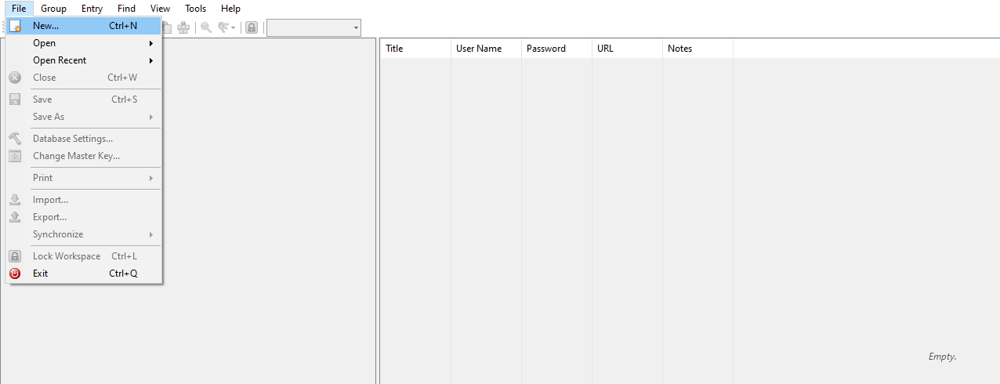 File Group Entry Find View Tools Help
New... Ctrl+N
Open
Open Recent
Close Ctrl+W
Save Ctrl+S
Save As
Database Settings...
Change Master Key...
Print
Import...
Export...
Synchronize
Lock Workspace Ctrl+L
Exit Ctrl+Q
Title User Name Password URL Notes
Empty.